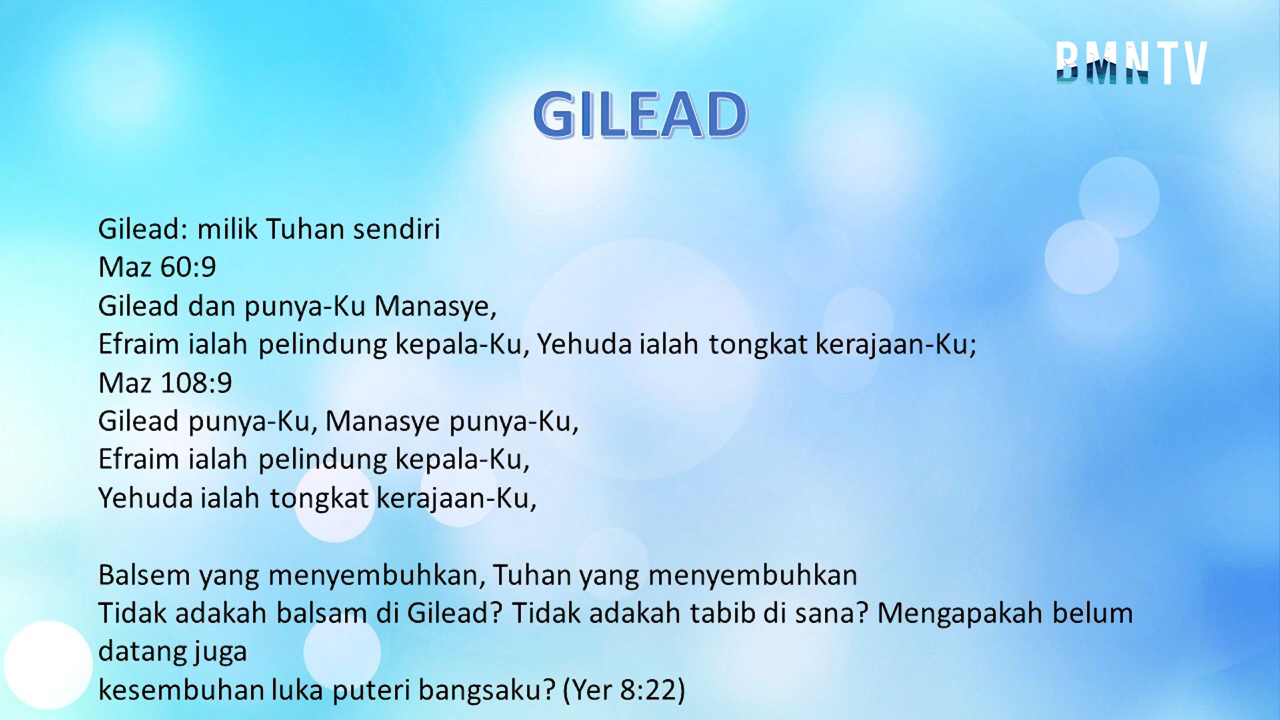 BMNTV
GILEAD
Gilead: milik Tuhan sendiri
Maz 60:9
Gilead dan punya-Ku Manasye,
Efraim ialah pelindung kepala-Ku, Yehuda ialah tongkat kerajaan-Ku;
Maz 108:9
Gilead punya-Ku, Manasye punya-Ku,
Efraim ialah pelindung kepala-Ku,
Yehuda ialah tongkat kerajaan-Ku,
Balsem yang menyembuhkan, Tuhan yang menyembuhkan
Tidak adakah balsam di Gilead? Tidak adakah tabib di sana? Mengapakah belum
datang juga
kesembuhan luka puteri bangsaku? (Yer 8:22)